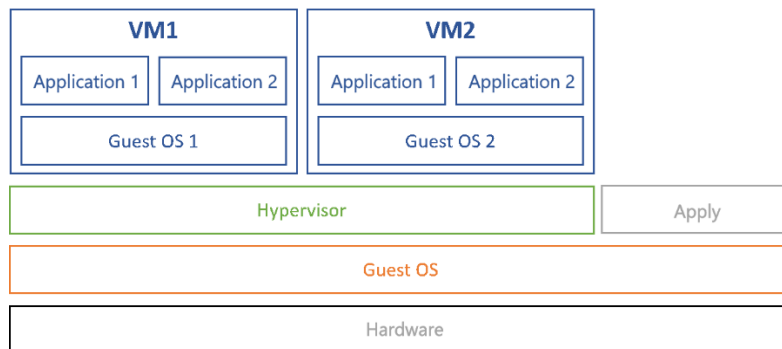 VM1
VM2
Application 1
Application 2
Application 1
Application 2
Guest OS 1
Guest OS 2
Hypervisor
Apply
Guest OS
Hardware